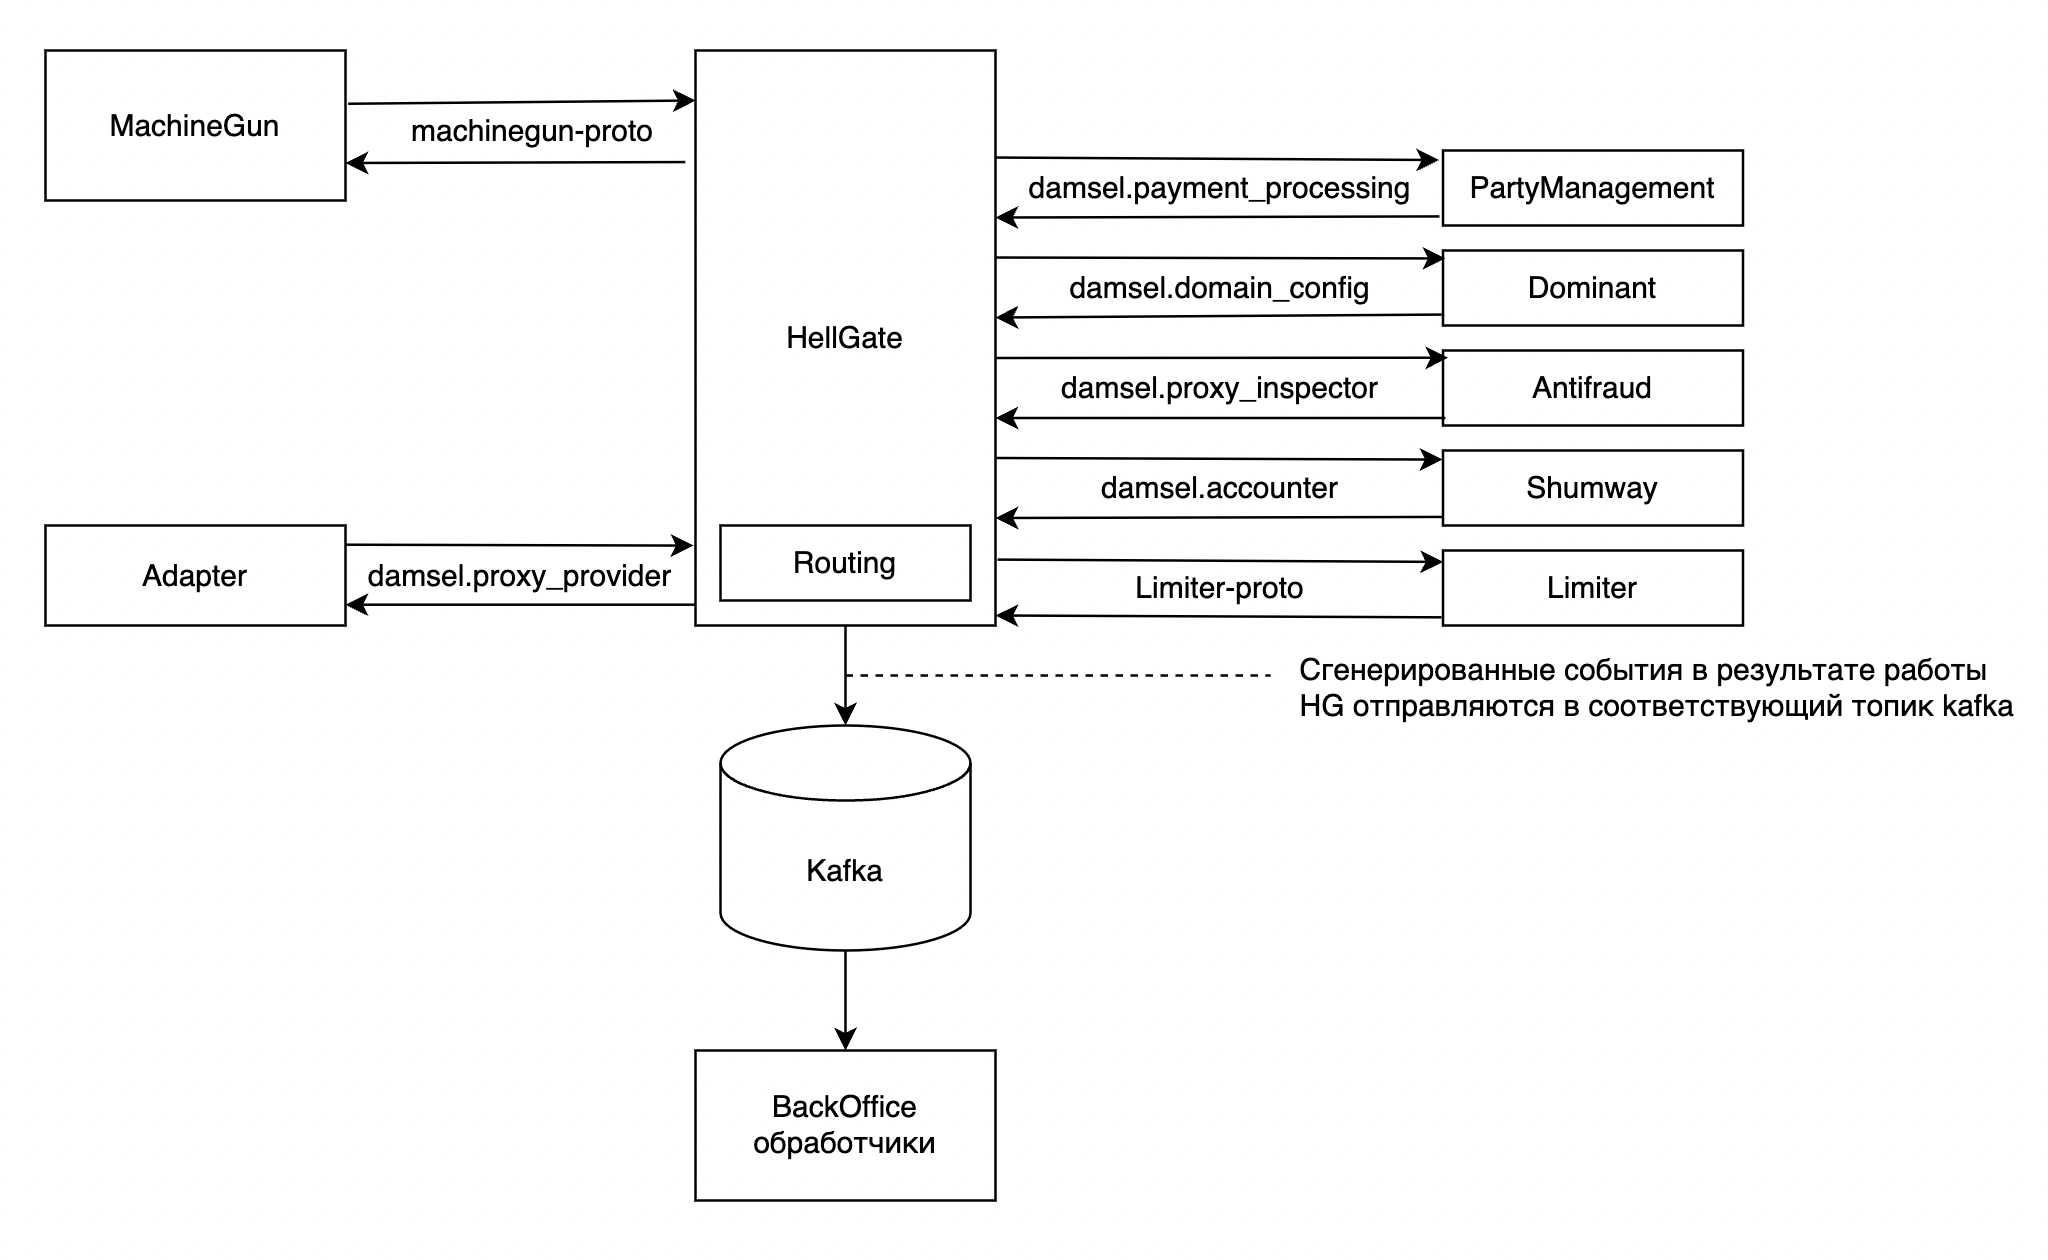 MachineGun
machinegun-proto
damsel.payment_processing
PartyManagement
damsel.domain_config
Dominant
HellGate
damsel.proxy_inspector
Antifraud
damsel.accounter
Shumway
Adapter
damsel.proxy_provider
Routing
Limiter-proto
Limiter
Сгенерированные события в результате работы
HG отправляются в соответствующий топик kafka
Kafka
BackOffice
обработчики